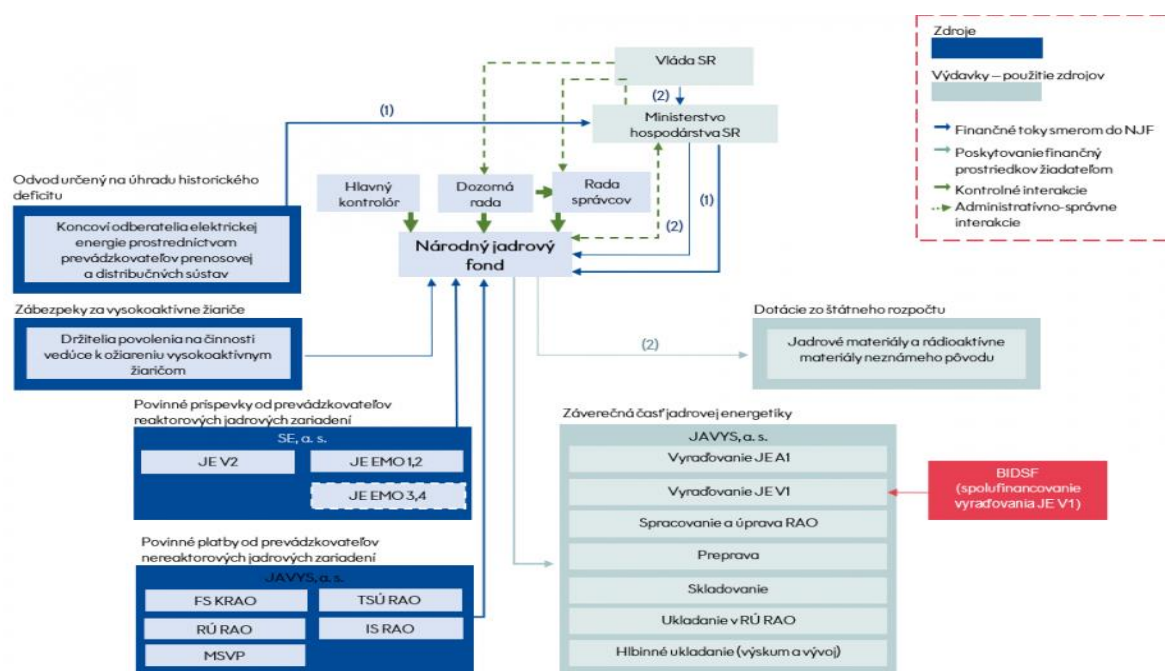 Zdroje
Výdavky – použitie zdrojov
Finančné toky smerom do NJF
Poskytovanie finančný
prostriedkov žiadateľom
Kontrolné interakcie
Administratívno-správne
interakcie
Vláda SR
(2)
(1)
Ministerstvo
hospodárstva SR
Odvod určený na úhradu historického
deficitu
Koncoví odberatelia elektrickej
energie prostredníctvom
prevádzkovateľov prenosovej
a distribučných sústav
Hlavný
kontrolór
Dozorná
rada
Rada
správcov
(1)
(2)
Národný jadrový
fond
Zábezpeky za vysokoaktívne žiariče
Držitelia povolenia na činnosti
vedúce k ožiareniu vysokoaktívnym
žiaričom
Dotácie zo štátneho rozpočtu
(2)
Jadrové materiály a rádioaktívne
materiály neznámeho pôvodu
Povinné príspevky od prevádzkovateľov
reaktorových jadrových zariadení
SE, a. s.
JE V2
JE EMO 1,2
JE EMO 3,4
Povinné platby od prevádzkovateľov
nereaktorových jadrových zariadení
JAVYS, a. s.
FS KRAO
TSÚ RAO
RÚ RAO
IS RAO
MSVP
Záverečná časť jadrovej energetiky
JAVYS, a. s.
Vyraďovanie JE A1
Vyraďovanie JE V1
Spracovanie a úprava RAO
Preprava
Skladovanie
Ukladanie v RÚ RAO
Hlbinné ukladanie (výskum a vývoj)
BIDSF
(spolufinancovanie
vyraďovania JE V1)